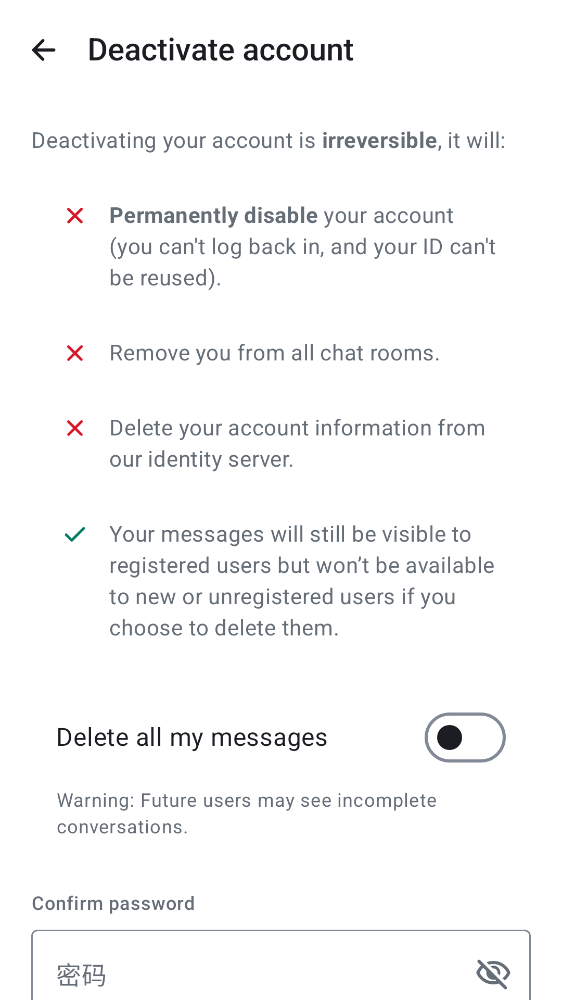 Deactivate account
Deactivating your account is irreversible, it will:
Permanently disable your account
(you can't log back in, and your ID can't
be reused).
Remove you from all chat rooms.
Delete your account information from
our identity server.
Your messages will still be visible to
registered users but won’t be available
to new or unregistered users if you
choose to delete them.
Delete all my messages
Warning: Future users may see incomplete
conversations.
Confirm password
密码